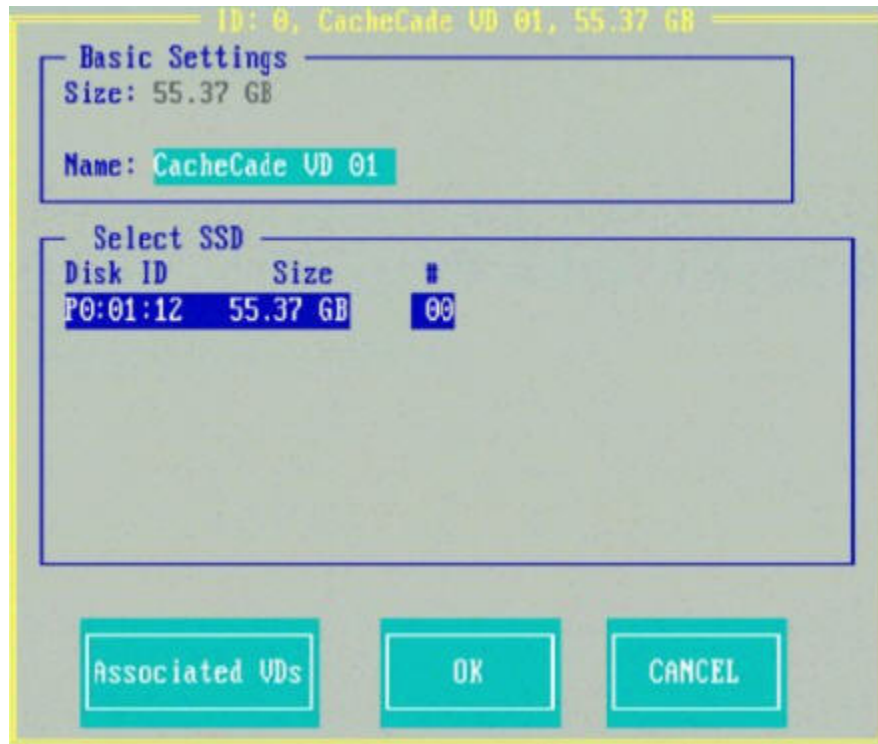 ID: 0, CacheCade VD 01, 55.37 GB
Basic Settings
Size: 55.37 GB
Name: CacheCade VD 01
Select SSD
Disk ID Size #
P0:01:12 55.37 GB 00
Associated VDs OK CANCEL